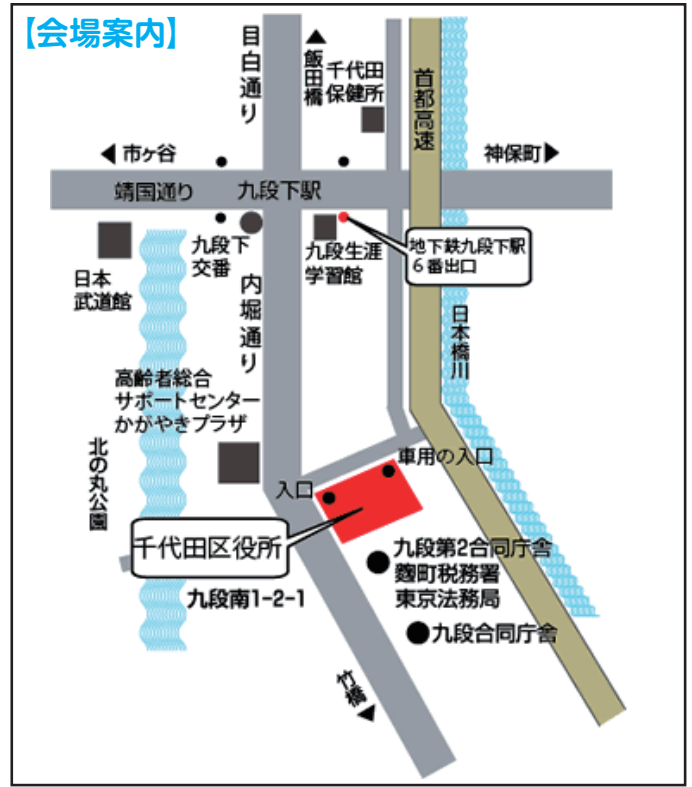 【会場案内】
目白通り
▲飯田橋
千代田
保健所
首都高速
◀市ヶ谷
神保町▶
靖国通り
九段下駅
日本
武道館
九段下
交番
九段生涯
学習館
地下鉄九段下駅
6番出口
内堀通り
日本橋川
高齢者総合
サポートセンター
かがやきプラザ
北の丸公園
車用の入口
入口
千代田区役所
九段第2合同庁舎
麴町税務署
東京法務局
九段南1-2-1
九段合同庁舎
竹橋▼